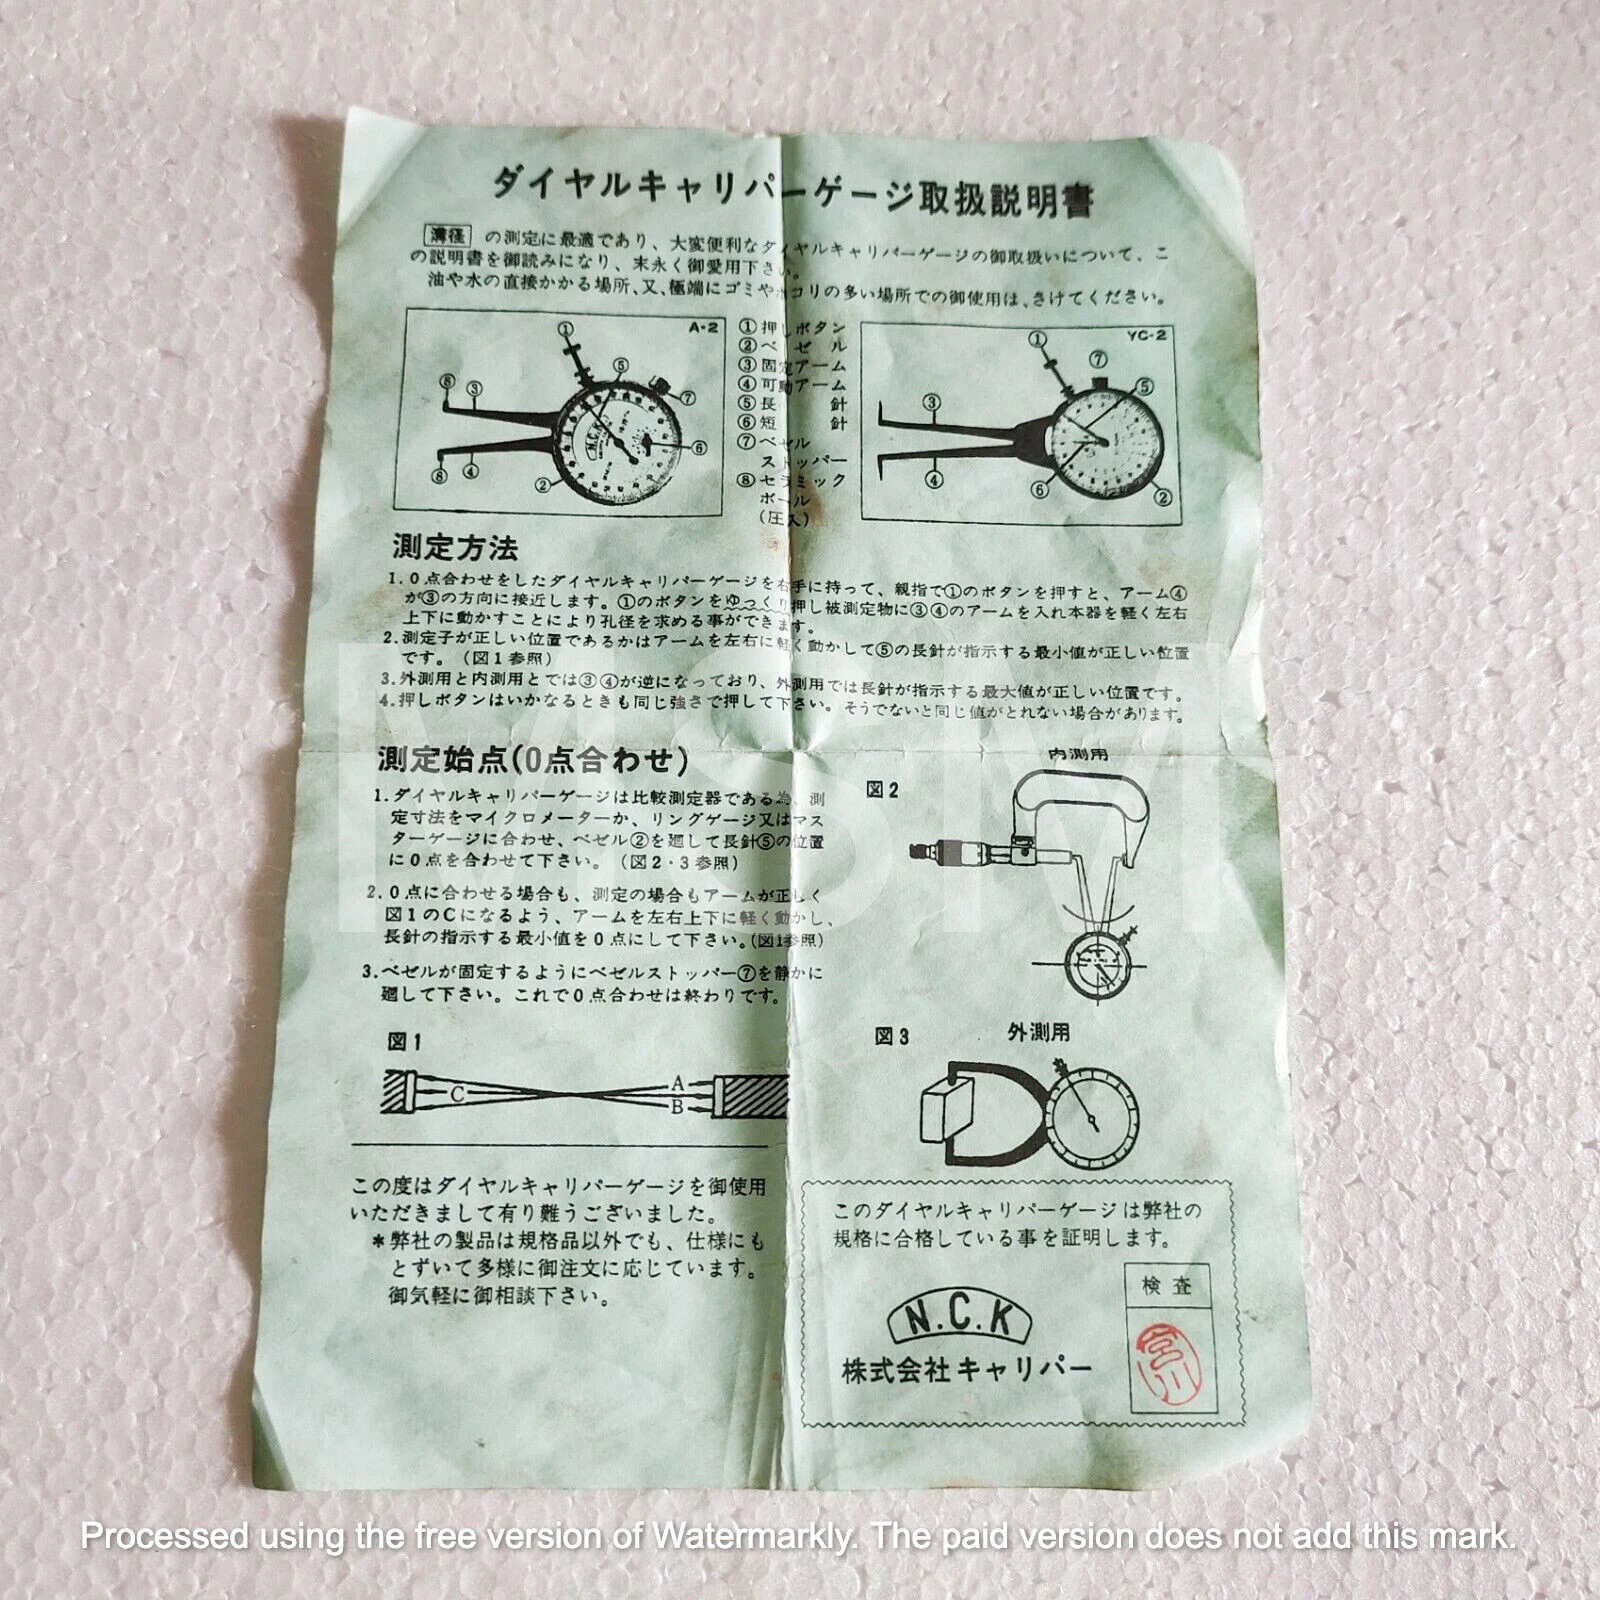 ダイヤルキャリパーゲージ取扱説明書
溝径 の測定に最適であり、大変便利なダイヤルキャリパーゲージの御取扱いについて、こ
の説明書を御読みになり、末永く御愛用下さい。
油や水の直接かかる場所、又、極端にゴミやホコリの多い場所での御使用は、さけてください。
A-2
① ⑤ ⑧ ③ ⑦ ⑥ ⑧ ④ ②
N.C.K
①押しボタン
②ベゼル
③固定アーム
④可動アーム
⑤長針
⑥短針
⑦ベゼル
ストッパー
⑧セラミック
ボール
(圧入)
YC-2
① ⑦ ⑤ ③ ④ ⑥ ②
測定方法
1.0点合わせをしたダイヤルキャリパーゲージを右手に持って、親指で①のボタンを押すと、アーム④
が③の方向に接近します。①のボタンをゆっくり押し被測定物に③④のアームを入れ本器を軽く左右
上下に動かすことにより孔径を求める事ができます。
2.測定子が正しい位置であるかはアームを左右に軽く動かして⑤の長針が指示する最小値が正しい位置
です。(図1参照)
3.外測用と内測用とでは③④が逆になっており、外測用では長針が指示する最大値が正しい位置です。
4.押しボタンはいかなるときも同じ強さで押して下さい。そうでないと同じ値がとれない場合があります。
測定始点(0点合わせ)
1.ダイヤルキャリパーゲージは比較測定器である為、測
定寸法をマイクロメーターか、リングゲージ又はマス
ターゲージに合わせ、ベゼル②を廻して長針⑤の位置
に0点を合わせて下さい。(図2・3参照)
2.0点に合わせる場合も、測定の場合もアームが正しく
図1のCになるよう、アームを左右上下に軽く動かし、
長針の指示する最小値を0点にして下さい。(図1参照)
3.ベゼルが固定するようにベゼルストッパー⑦を静かに
廻して下さい。これで0点合わせは終わりです。
内測用
図2
図1
C A
B
図3 外測用
この度はダイヤルキャリパーゲージを御使用
いただきまして有り難うございました。
*弊社の製品は規格品以外でも、仕様にも
とずいて多様に御注文に応じています。
御気軽に御相談下さい。
このダイヤルキャリパーゲージは弊社の
規格に合格している事を証明します。
検査
宮川
N.C.K
株式会社キャリパー
MSM
Processed using the free version of Watermarkly. The paid version does not add this mark.